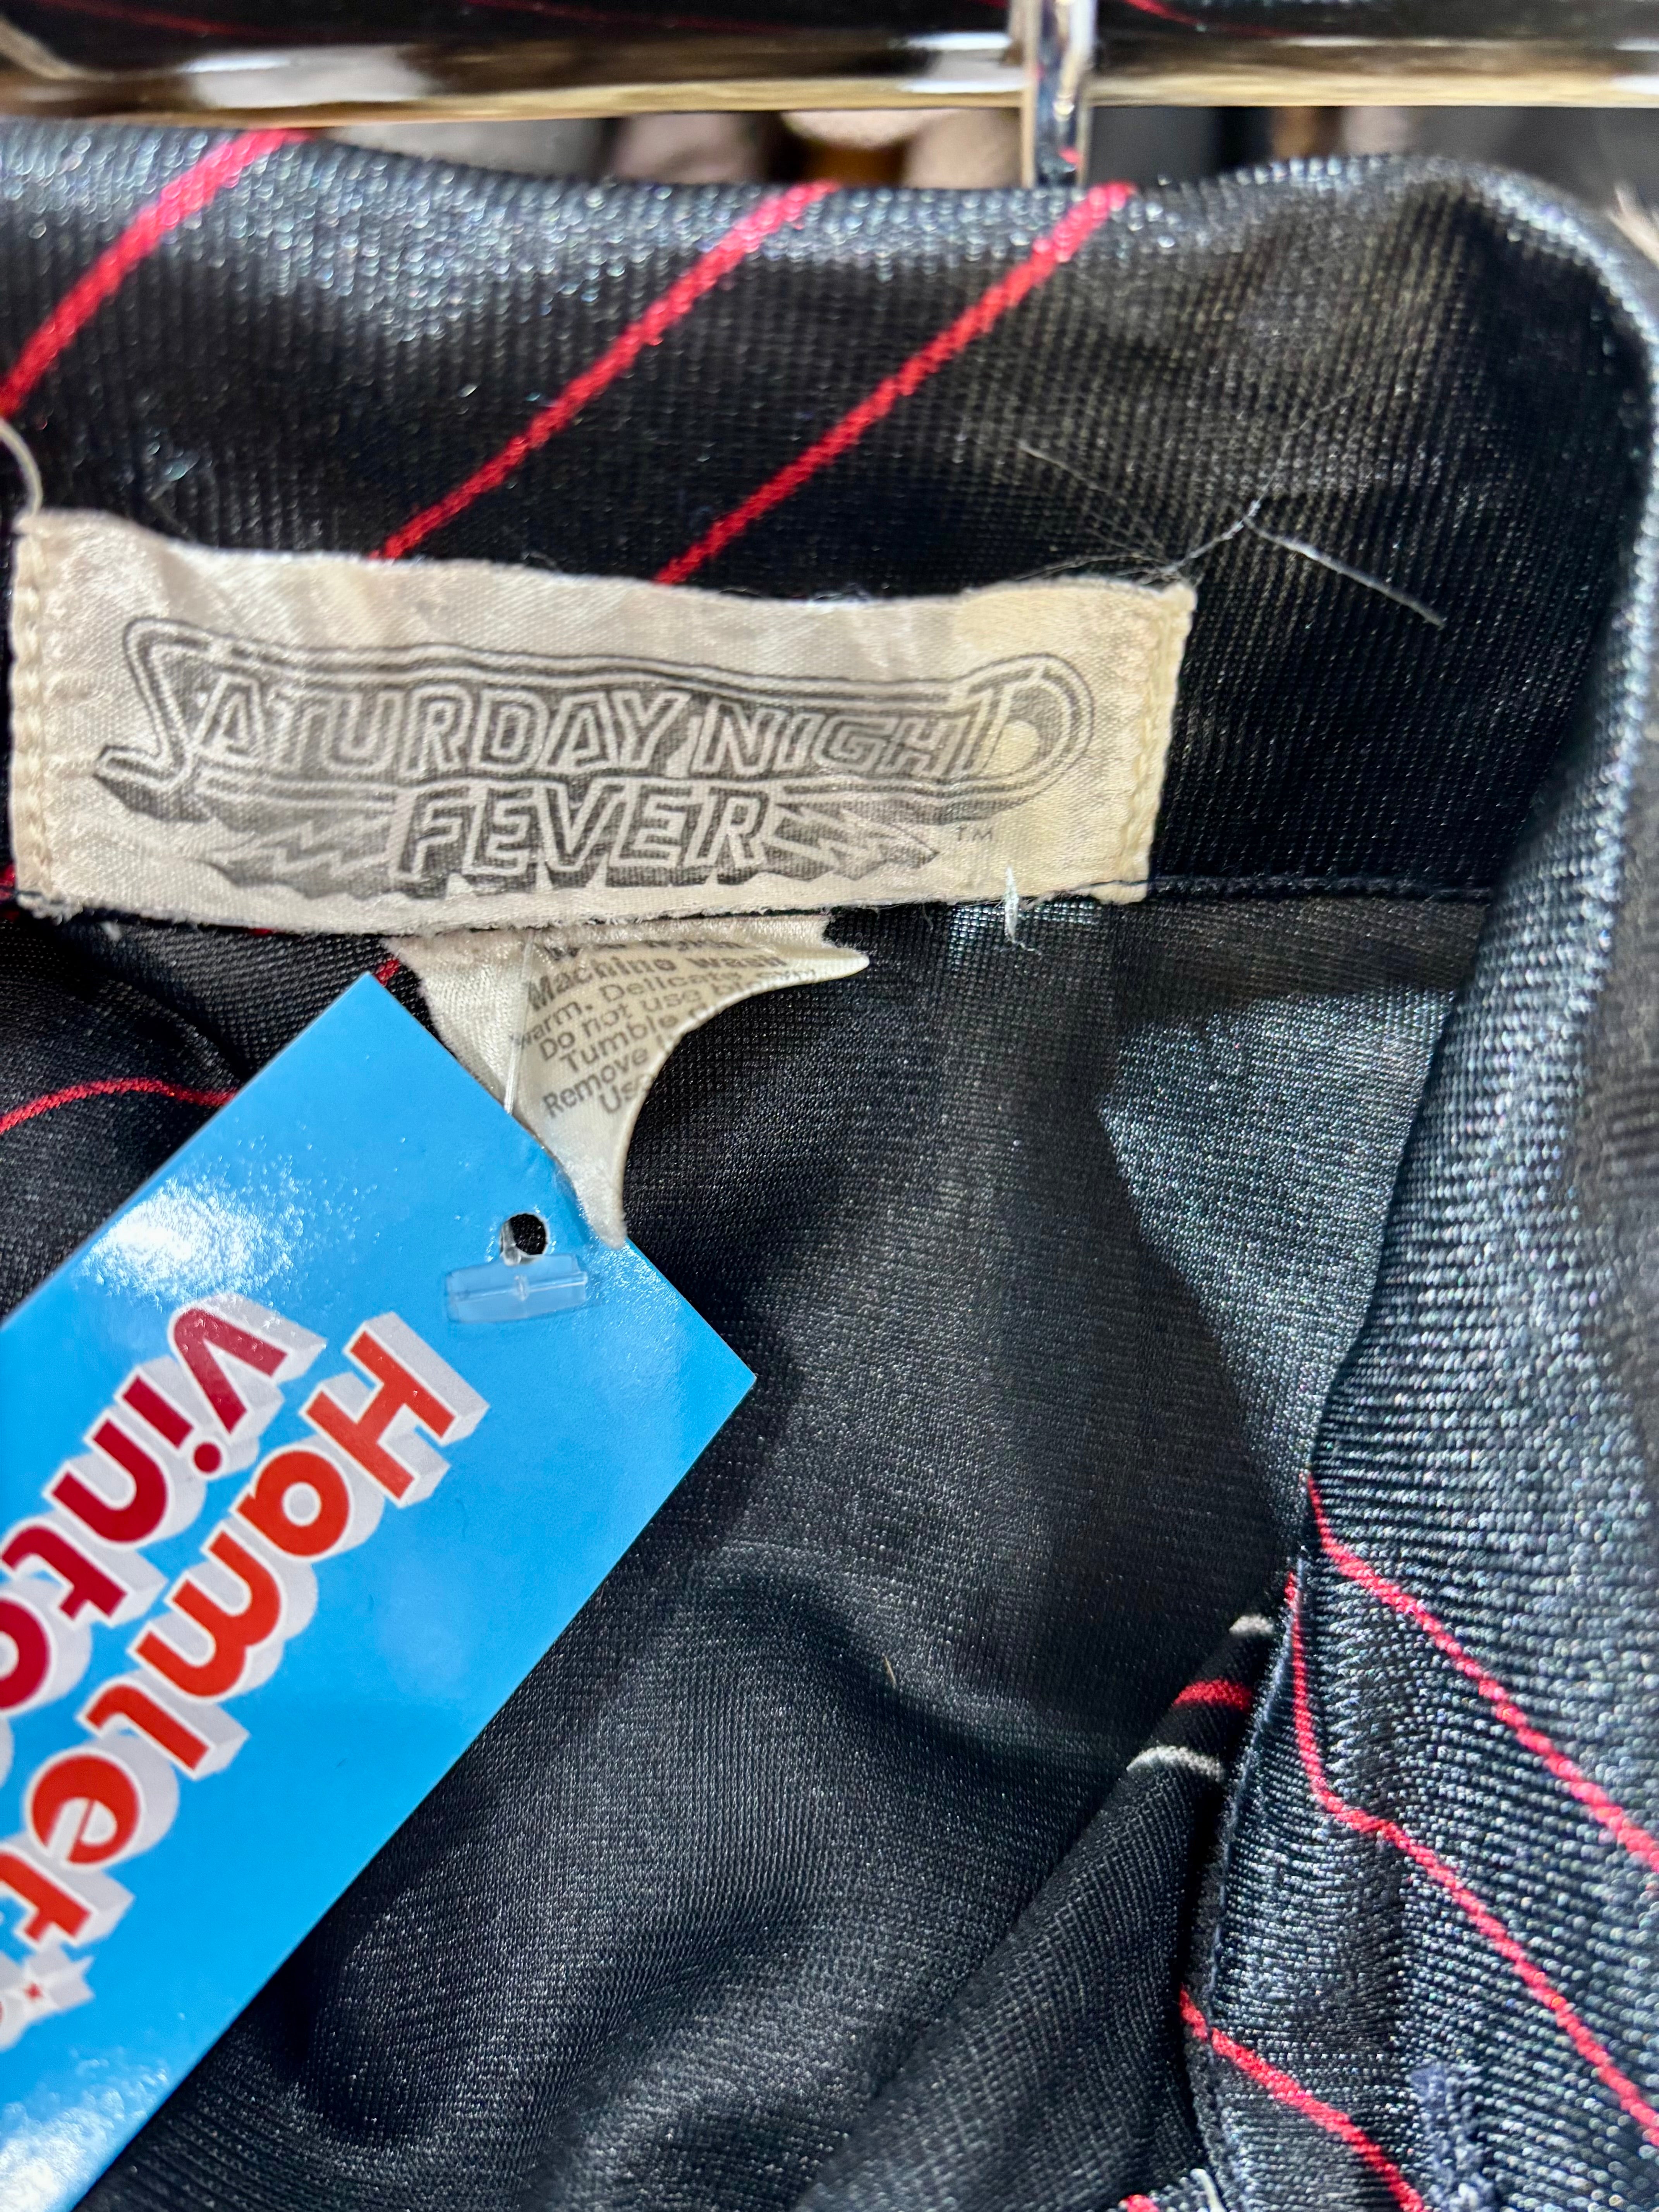 SATURDAY NIGHT
FEVER
TM
Machine Wash
warm, Delicate
Do not use
Tumble
Remove
Hamlet
Vint